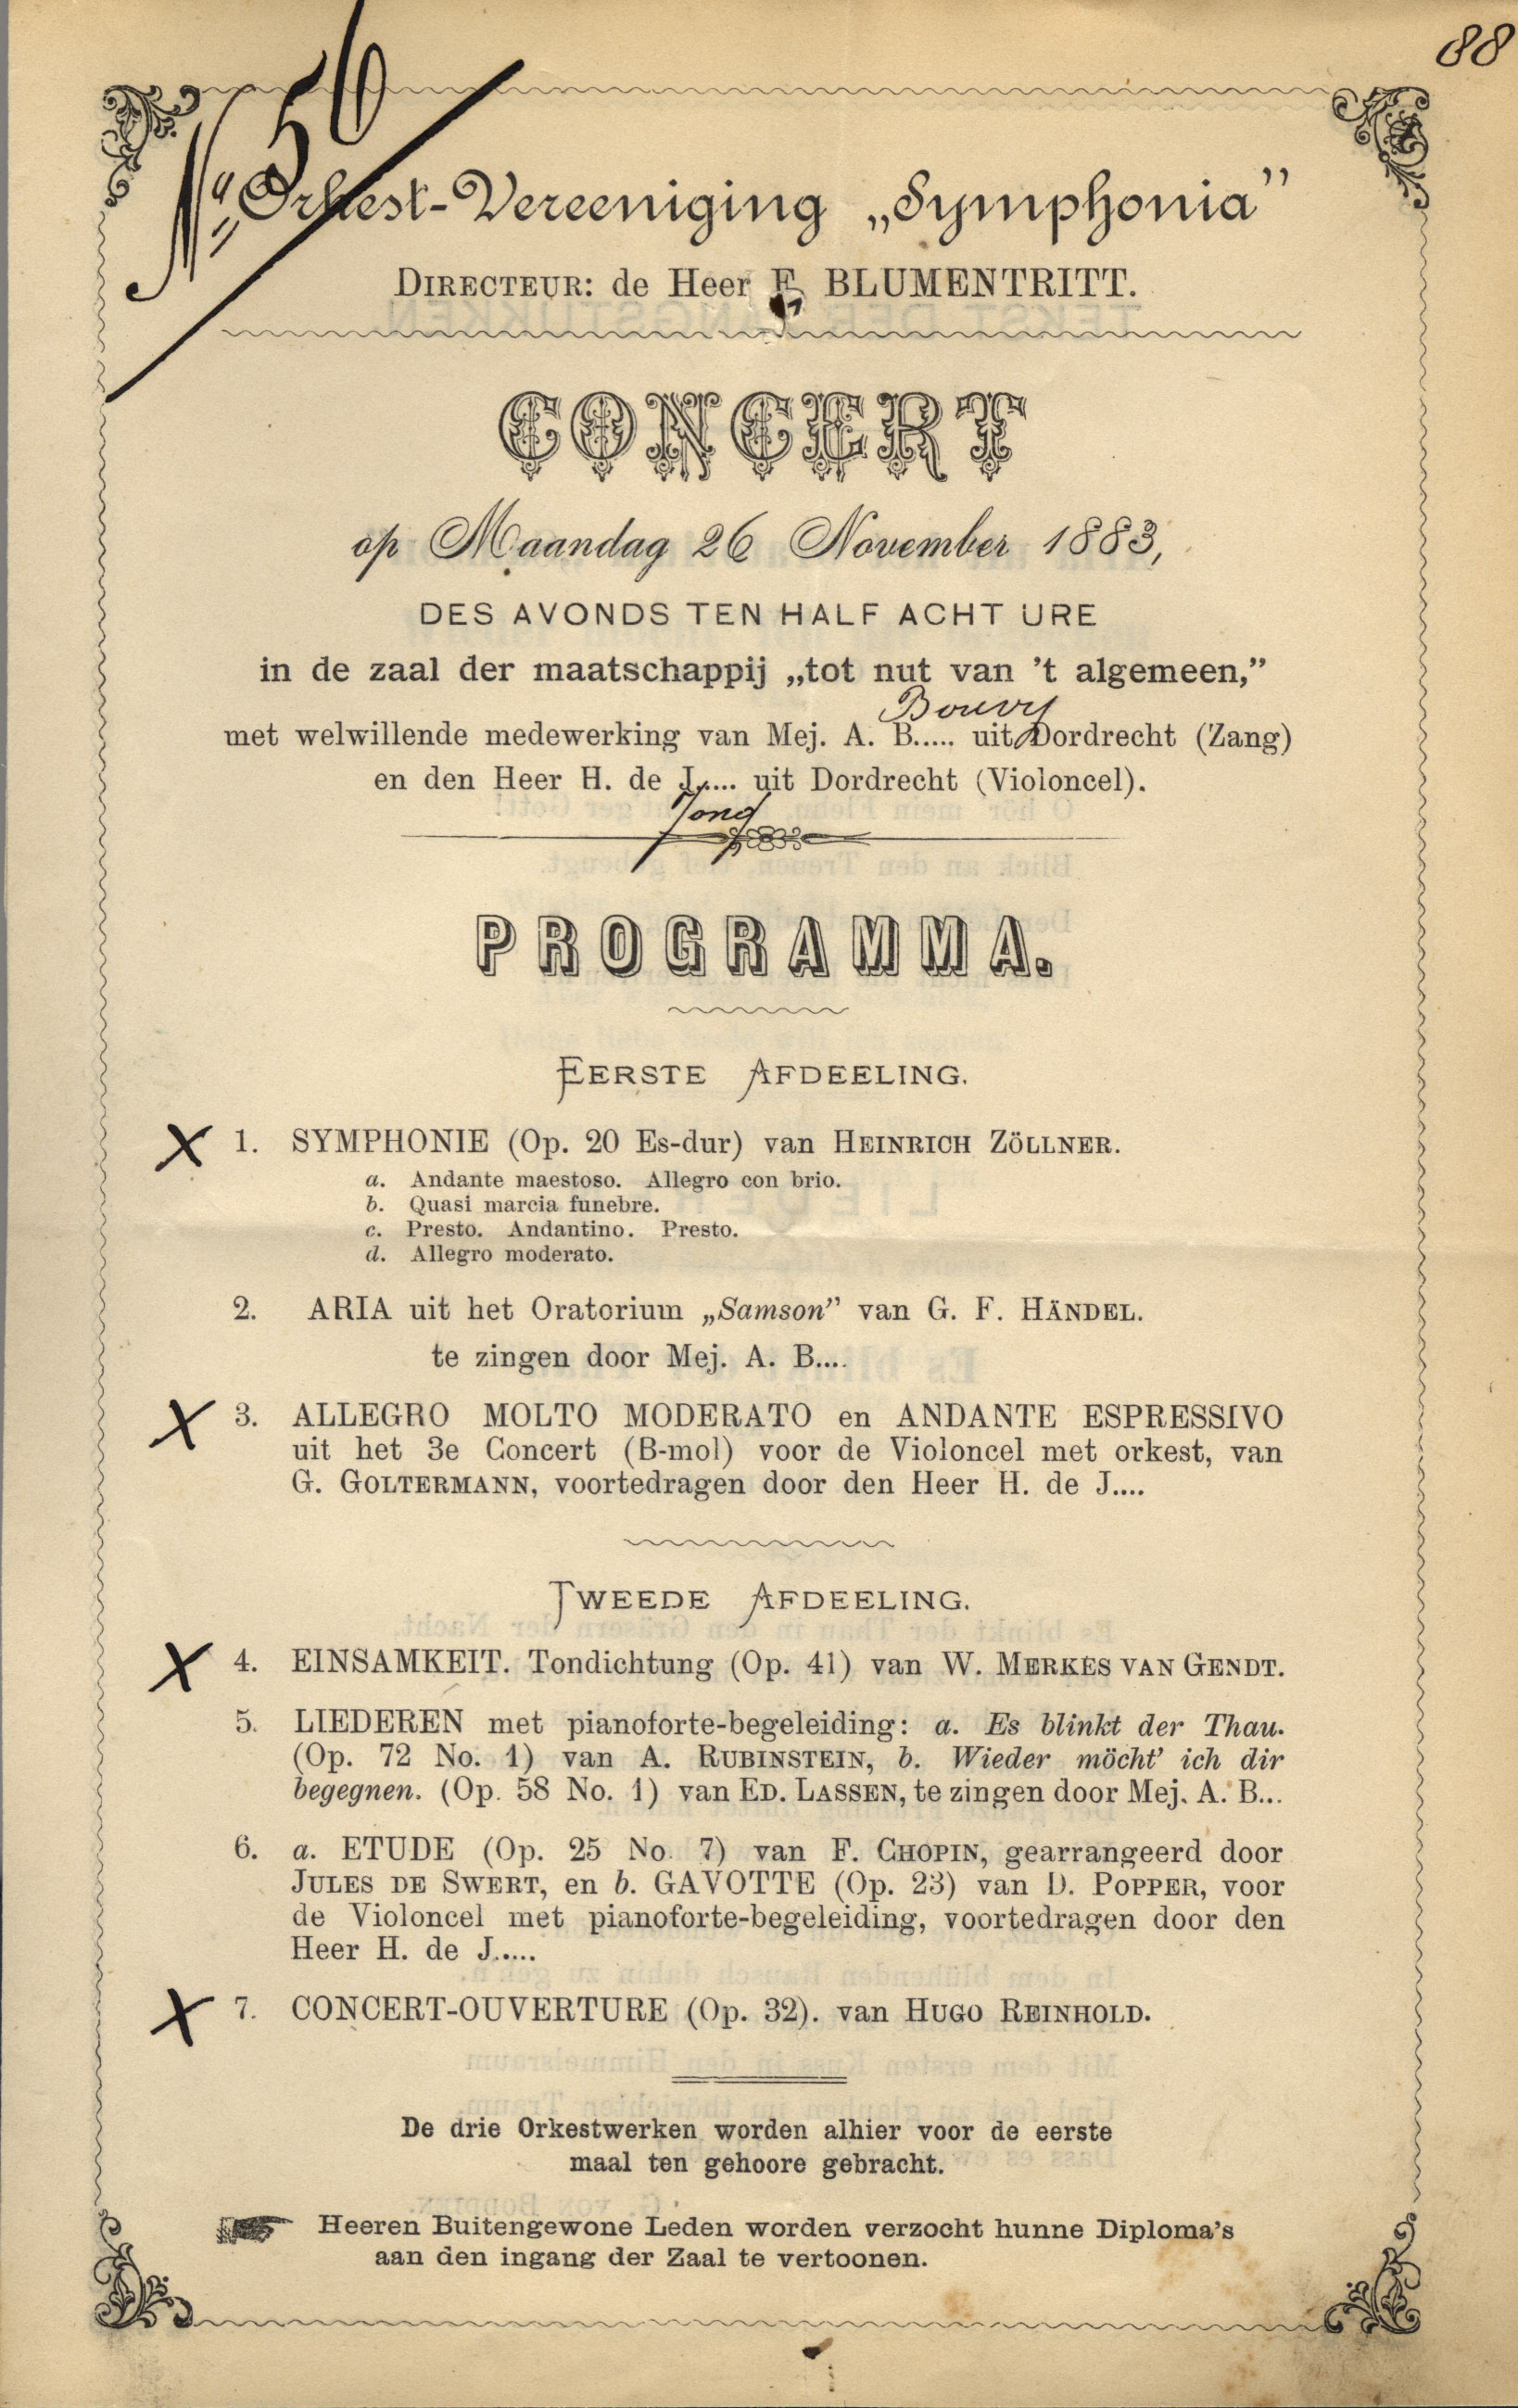 88
No 56
Orkest-Vereeniging „Symphonia”
DIRECTEUR: de Heer F. BLUMENTRITT.
CONCERT
op Maandag 26 November 1883,
DES AVONDS TEN HALF ACHT URE
in de zaal der maatschappij „tot nut van 't algemeen,”
Bouvy
met welwillende medewerking van Mej. A. B..... uit Dordrecht (Zang)
en den Heer H. de J..... uit Dordrecht (Violoncel).
Jong
PROGRAMMA.
EERSTE AFDEELING.
X 1. SYMPHONIE (Op. 20 Es-dur) van HEINRICH ZÖLLNER.
a. Andante maestoso. Allegro con brio.
b. Quasi marcia funebre.
c. Presto. Andantino. Presto.
d. Allegro moderato.
2. ARIA uit het Oratorium „Samson” van G. F. HÄNDEL.
te zingen door Mej. A. B....
X 3. ALLEGRO MOLTO MODERATO en ANDANTE ESPRESSIVO
uit het 3e Concert (B-mol) voor de Violoncel met orkest, van
G. GOLTERMANN, voortedragen door den Heer H. de J....
TWEEDE AFDEELING.
X 4. EINSAMKEIT. Tondichtung (Op. 41) van W. MERKES VAN GENDT.
5. LIEDEREN met pianoforte-begeleiding: a. Es blinkt der Thau.
(Op. 72 No. 1) van A. RUBINSTEIN, b. Wieder möcht' ich dir
begegnen. (Op. 58 No. 1) van ED. LASSEN, te zingen door Mej. A. B...
6. a. ETUDE (Op. 25 No. 7) van F. CHOPIN, gearrangeerd door
JULES DE SWERT, en b. GAVOTTE (Op. 23) van D. POPPER, voor
de Violoncel met pianoforte-begeleiding, voortedragen door den
Heer H. de J.....
X 7. CONCERT-OUVERTURE (Op. 32). van HUGO REINHOLD.
De drie Orkestwerken worden alhier voor de eerste
maal ten gehoore gebracht.
Heeren Buitengewone Leden worden verzocht hunne Diploma's
aan den ingang der Zaal te vertoonen.